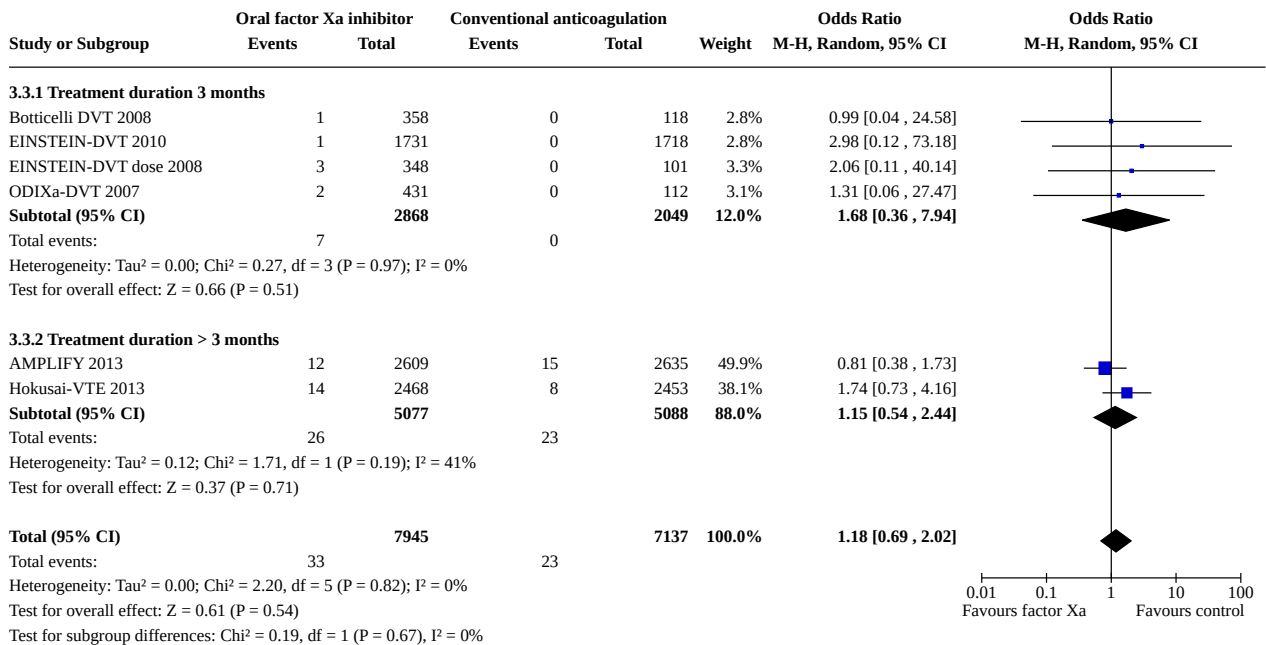 Oral factor Xa inhibitor Conventional anticoagulation Odds Ratio Odds Ratio
Study or Subgroup Events Total Events Total Weight M-H, Random, 95% CI M-H, Random, 95% CI
3.3.1 Treatment duration 3 months
Botticelli DVT 2008 1 358 0 118 2.8% 0.99 [0.04 , 24.58]
EINSTEIN-DVT 2010 1 1731 0 1718 2.8% 2.98 [0.12 , 73.18]
EINSTEIN-DVT dose 2008 3 348 0 101 3.3% 2.06 [0.11 , 40.14]
ODIXa-DVT 2007 2 431 0 112 3.1% 1.31 [0.06 , 27.47]
Subtotal (95% CI) 2868 2049 12.0% 1.68 [0.36 , 7.94]
Total events: 7 0
Heterogeneity: Tau² = 0.00; Chi² = 0.27, df = 3 (P = 0.97); I² = 0%
Test for overall effect: Z = 0.66 (P = 0.51)
3.3.2 Treatment duration > 3 months
AMPLIFY 2013 12 2609 15 2635 49.9% 0.81 [0.38 , 1.73]
Hokusai-VTE 2013 14 2468 8 2453 38.1% 1.74 [0.73 , 4.16]
Subtotal (95% CI) 5077 5088 88.0% 1.15 [0.54 , 2.44]
Total events: 26 23
Heterogeneity: Tau² = 0.12; Chi² = 1.71, df = 1 (P = 0.19); I² = 41%
Test for overall effect: Z = 0.37 (P = 0.71)
Total (95% CI) 7945 7137 100.0% 1.18 [0.69 , 2.02]
Total events: 33 23
Heterogeneity: Tau² = 0.00; Chi² = 2.20, df = 5 (P = 0.82); I² = 0%
Test for overall effect: Z = 0.61 (P = 0.54)
Test for subgroup differences: Chi² = 0.19, df = 1 (P = 0.67), I² = 0%
0.01 0.1 1 10 100
Favours factor Xa Favours control